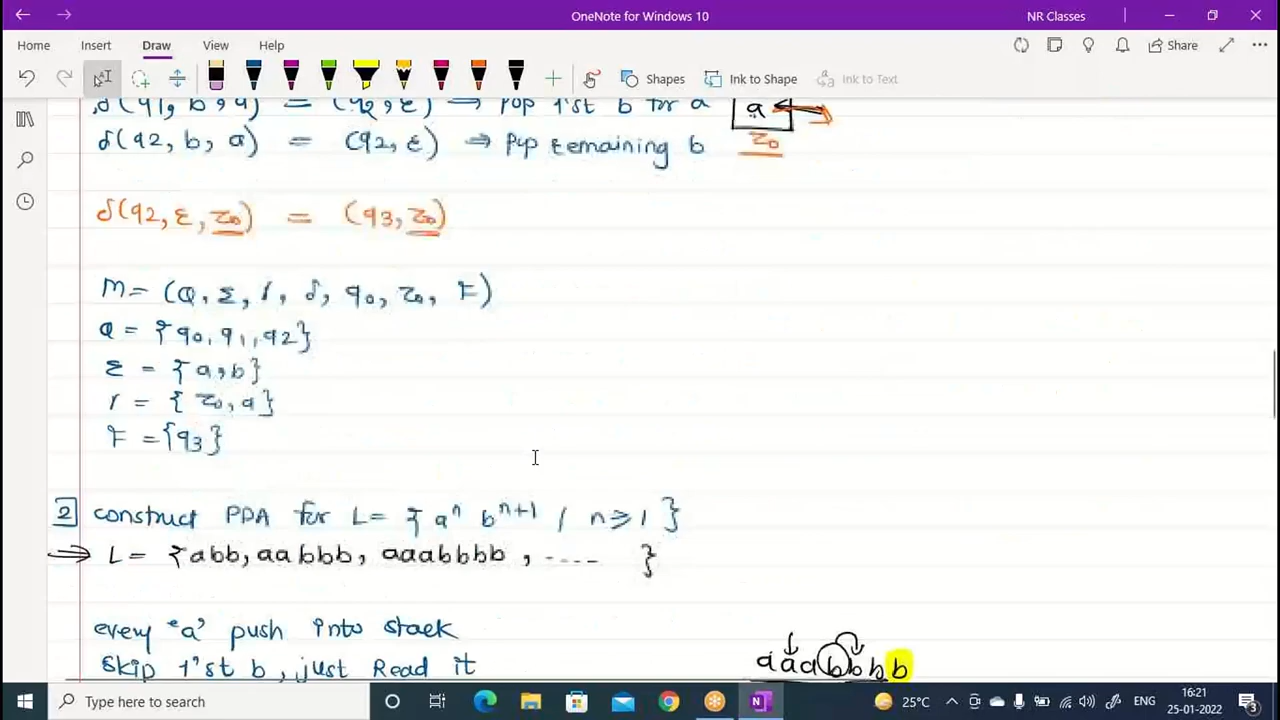 OneNote for Windows 10
NR Classes
Home Insert Draw View Help
Share
Shapes
Ink to Shape
Ink to Text
δ(q1, b, a) = (q2, ε) ⇒ Pop 1'st b for a
a
δ(q2, b, a) = (q2, ε) ⇒ Pop remaining b
z0
δ(q2, ε, z0) = (q3, z0)
M = (Q, Σ, Γ, δ, q0, z0, F)
Q = {q0, q1, q2}
Σ = {a, b}
Γ = {z0, a}
F = {q3}
2 construct PDA for L = {a^n b^n+1 / n ≥ 1}
⇒ L = {abb, aabbb, aaabbbb, .... }
every 'a' push into stack
Skip 1'st b, just Read it
aaabbbb
Type here to search
25°C
ENG
16:21
25-01-2022
3